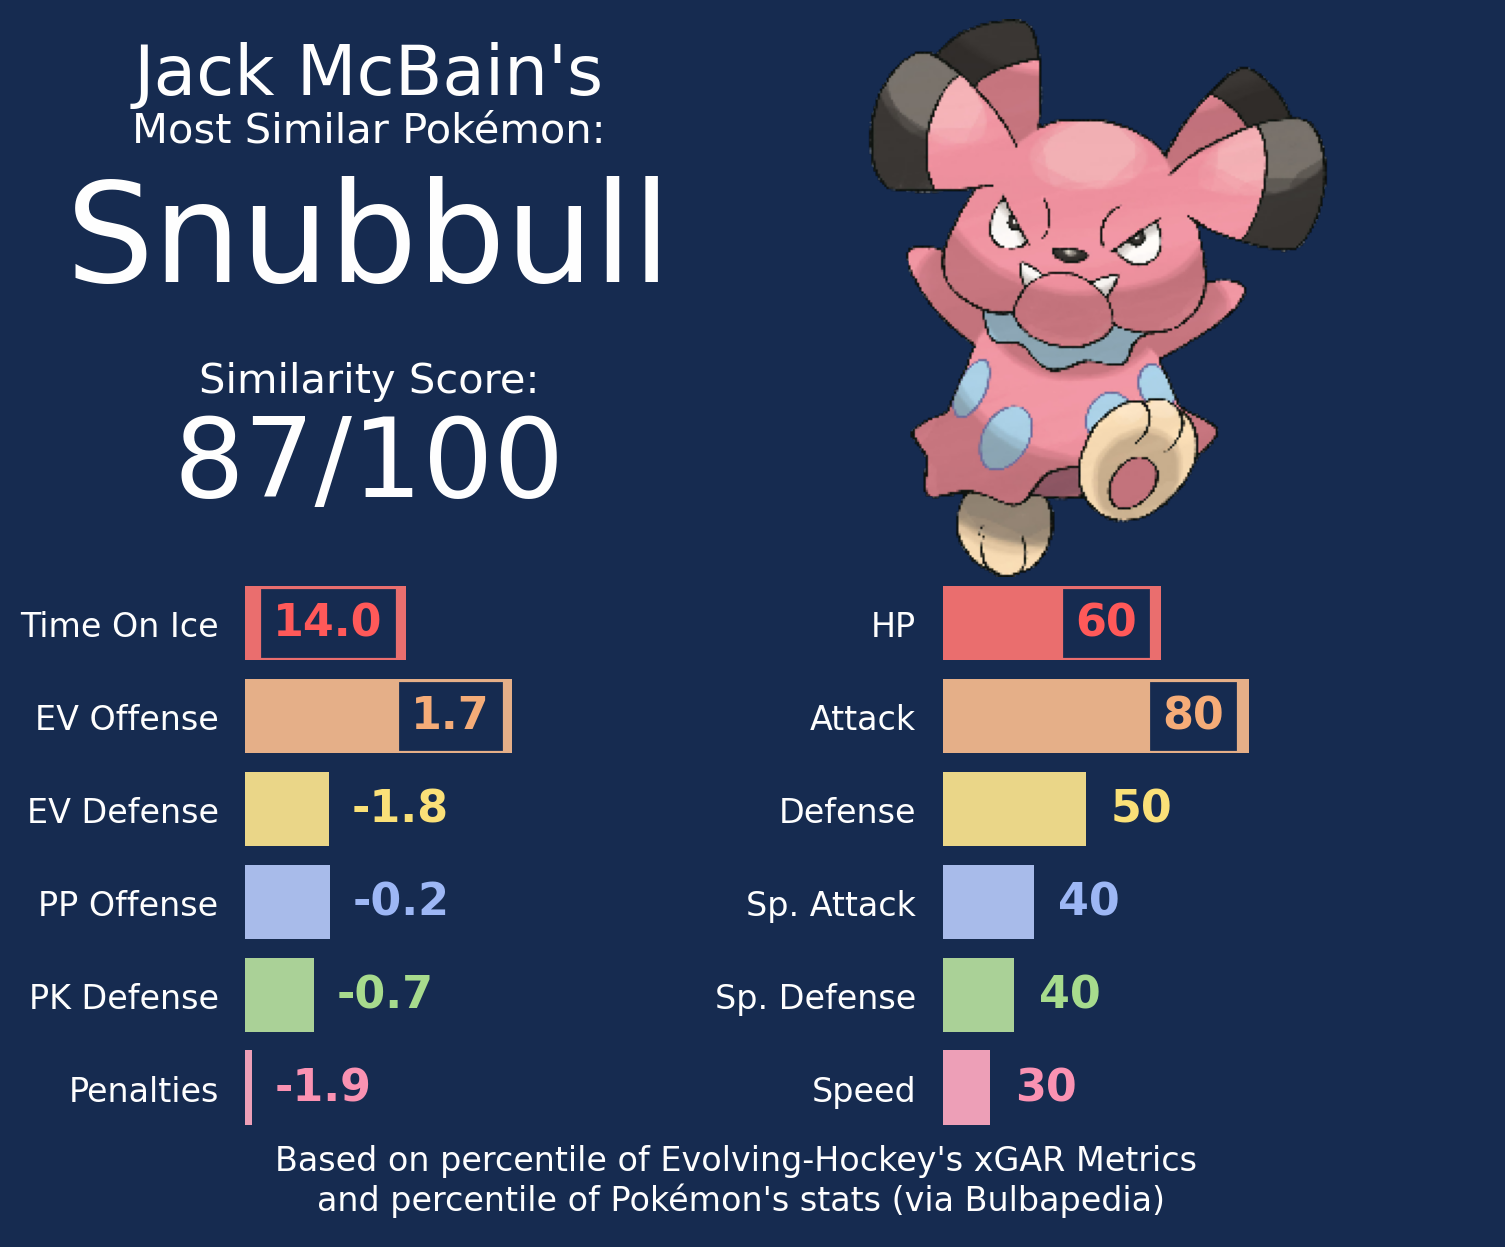 Jack McBain's
Most Similar Pokémon:
Snubbull
Similarity Score:
87/100
Time On Ice 14.0
EV Offense 1.7
EV Defense -1.8
PP Offense -0.2
PK Defense -0.7
Penalties -1.9
HP 60
Attack 80
Defense 50
Sp. Attack 40
Sp. Defense 40
Speed 30
Based on percentile of Evolving-Hockey's xGAR Metrics
and percentile of Pokémon's stats (via Bulbapedia)